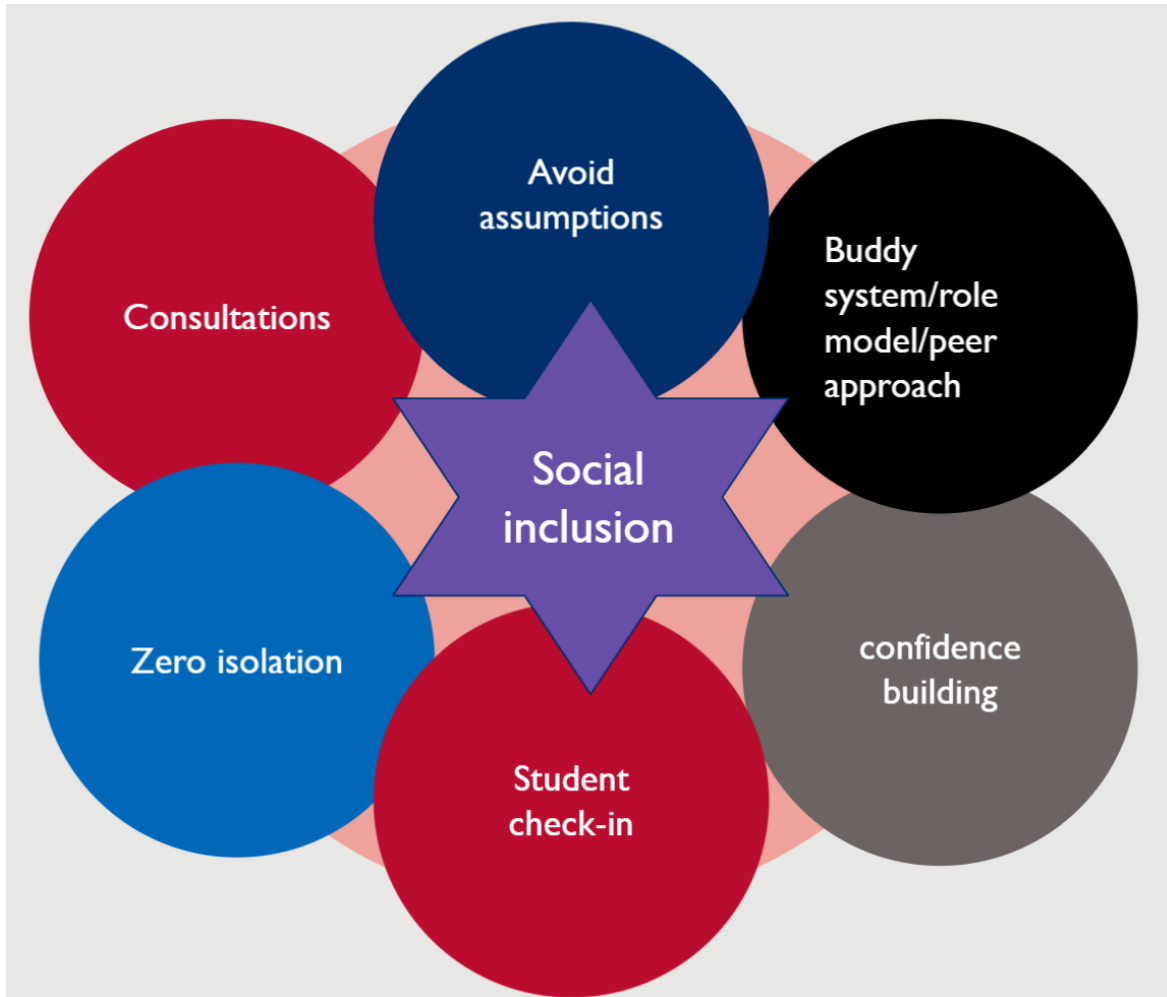 Avoid
assumptions
Buddy
system/role
model/peer
approach
Consultations
Social
inclusion
Zero isolation
confidence
building
Student
check-in